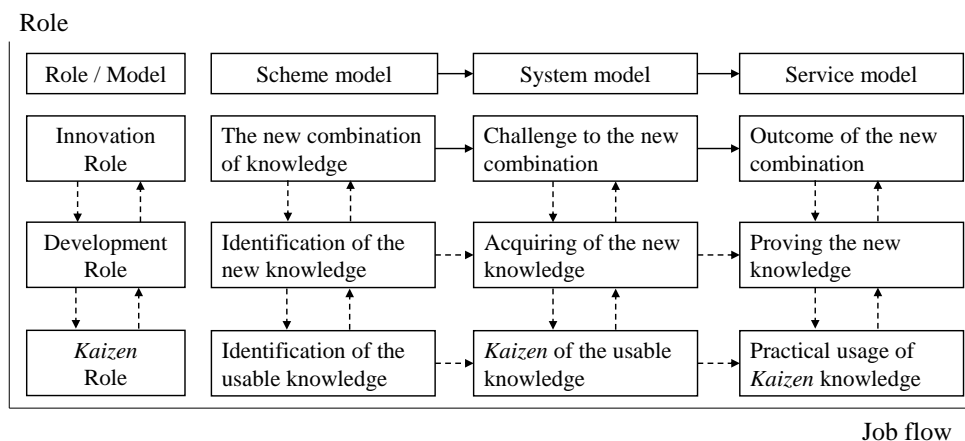 Role
Role / Model
Scheme model
System model
Service model
Innovation
Role
The new combination
of knowledge
Challenge to the new
combination
Outcome of the new
combination
Development
Role
Identification of the
new knowledge
Acquiring of the new
knowledge
Proving the new
knowledge
Kaizen
Role
Identification of the
usable knowledge
Kaizen of the usable
knowledge
Practical usage of
Kaizen knowledge
Job flow